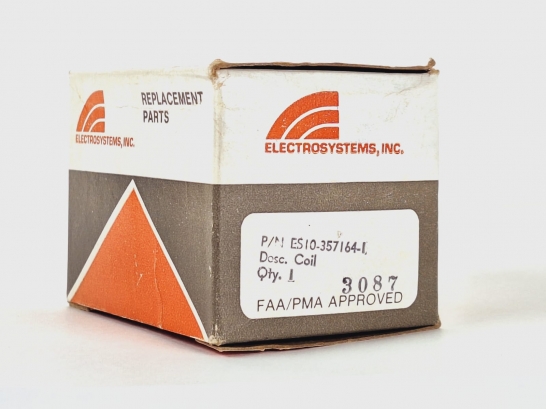 REPLACEMENT
PARTS
ELECTROSYSTEMS, INC.
ELECTROSYSTEMS, INC.
P/N ES10-357164-1
Desc. Coil
Qty. 1
3087
FAA/PMA APPROVED